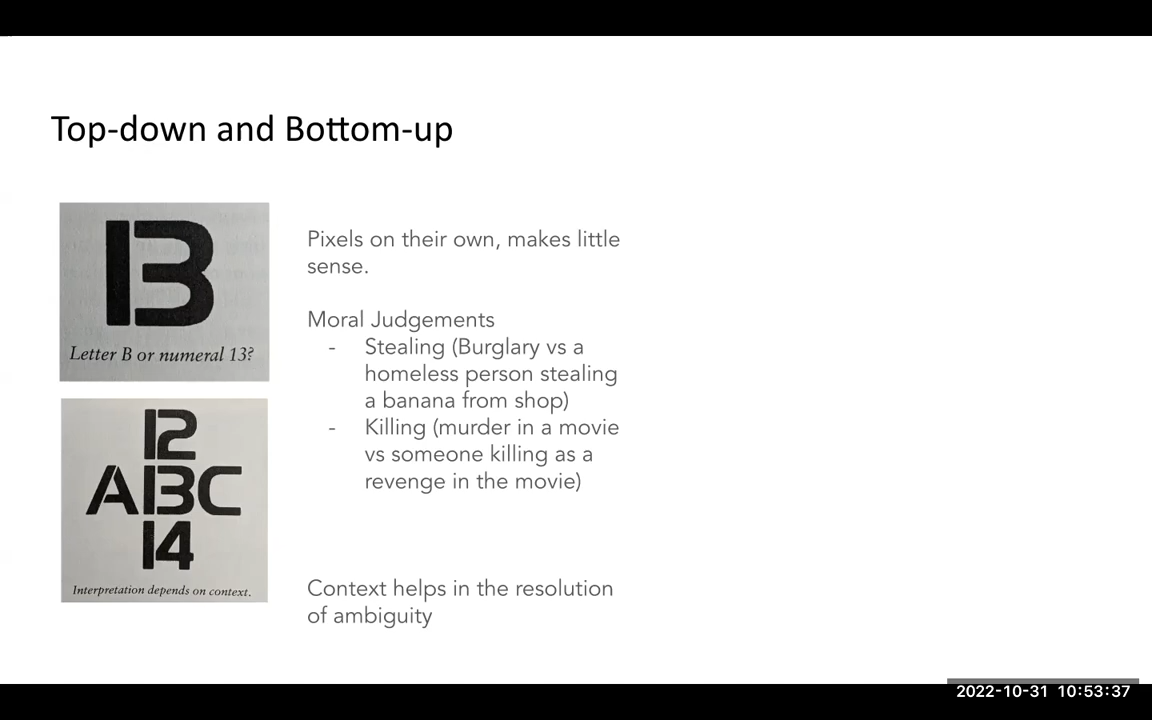 Top-down and Bottom-up
13
Letter B or numeral 13?
12
A13C
14
Interpretation depends on context.
Pixels on their own, makes little
sense.
Moral Judgements
- Stealing (Burglary vs a
homeless person stealing
a banana from shop)
- Killing (murder in a movie
vs someone killing as a
revenge in the movie)
Context helps in the resolution
of ambiguity
2022-10-31 10:53:37